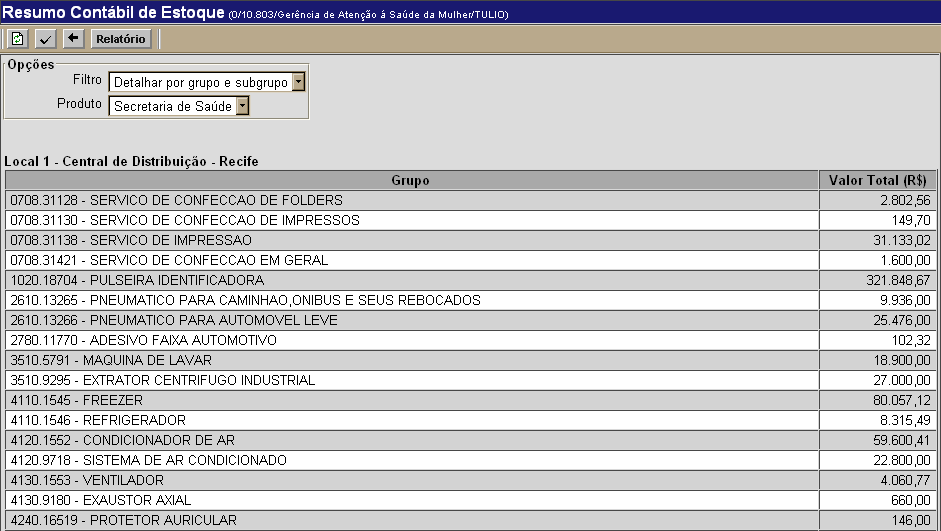 Resumo Contábil de Estoque (0/10.803/Gerência de Atenção á Saúde da Mulher/TULIO)
Relatório
Opções
Filtro Detalhar por grupo e subgrupo
Produto Secretaria de Saúde
Local 1 - Central de Distribuição - Recife
Grupo Valor Total (R$)
0708.31128 - SERVICO DE CONFECCAO DE FOLDERS 2.802,56
0708.31130 - SERVICO DE CONFECCAO DE IMPRESSOS 149,70
0708.31138 - SERVICO DE IMPRESSAO 31.133,02
0708.31421 - SERVICO DE CONFECCAO EM GERAL 1.600,00
1020.18704 - PULSEIRA IDENTIFICADORA 321.848,67
2610.13265 - PNEUMATICO PARA CAMINHAO,ONIBUS E SEUS REBOCADOS 9.936,00
2610.13266 - PNEUMATICO PARA AUTOMOVEL LEVE 25.476,00
2780.11770 - ADESIVO FAIXA AUTOMOTIVO 102,32
3510.5791 - MAQUINA DE LAVAR 18.900,00
3510.9295 - EXTRATOR CENTRIFUGO INDUSTRIAL 27.000,00
4110.1545 - FREEZER 80.057,12
4110.1546 - REFRIGERADOR 8.315,49
4120.1552 - CONDICIONADOR DE AR 59.600,41
4120.9718 - SISTEMA DE AR CONDICIONADO 22.800,00
4130.1553 - VENTILADOR 4.060,77
4130.9180 - EXAUSTOR AXIAL 660,00
4240.16519 - PROTETOR AURICULAR 146,00